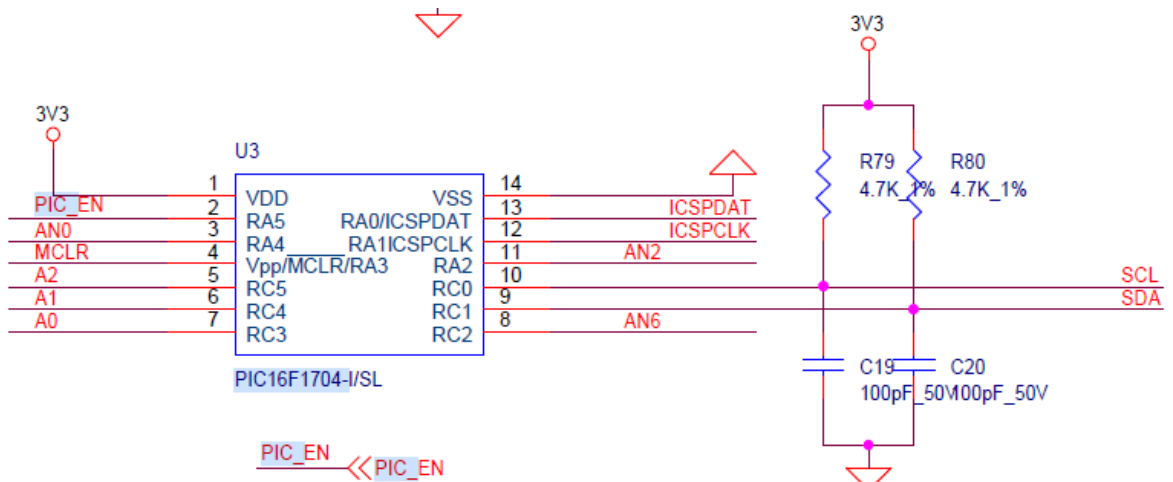 3V3
3V3
U3
R79
4.7K_1%
R80
4.7K_1%
PIC_EN
AN0
MCLR
A2
A1
A0
1
2
3
4
5
6
7
VDD
RA5
RA4
Vpp/MCLR/RA3
RC5
RC4
RC3
VSS
RA0/ICSPDAT
RA1ICSPCLK
RA2
RC0
RC1
RC2
14
13
12
11
10
9
8
ICSPDAT
ICSPCLK
AN2
AN6
SCL
SDA
C19
100pF_50V
C20
100pF_50V
PIC16F1704-I/SL
PIC_EN
PIC_EN